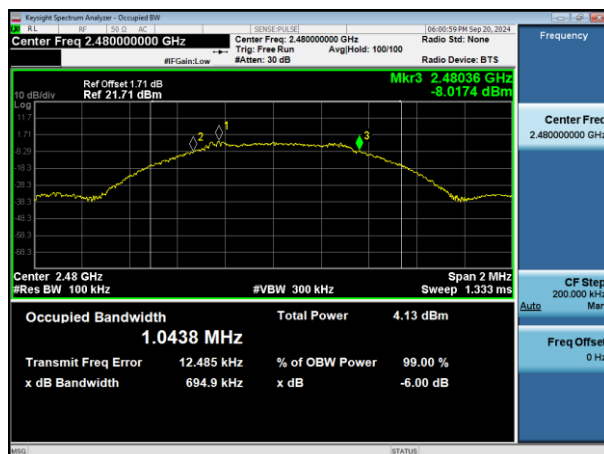 Keysight Spectrum Analyzer - Occupied BW
RL RF 50 Ω AC SENSE:PULSE 06:00:59 PM Sep 20, 2024
Center Freq 2.480000000 GHz Center Freq: 2.480000000 GHz Radio Std: None
Trig: Free Run Avg|Hold: 100/100
#IFGain:Low #Atten: 30 dB Radio Device: BTS
Ref Offset 1.71 dB Mkr3 2.48036 GHz
10 dB/div Ref 21.71 dBm -8.0174 dBm
Log
11.7
1.71
-8.29
-18.3
-28.3
-38.3
-48.3
-58.3
-68.3
1
2
3
Center 2.48 GHz Span 2 MHz
#Res BW 100 kHz #VBW 300 kHz Sweep 1.333 ms
Occupied Bandwidth Total Power 4.13 dBm
1.0438 MHz
Transmit Freq Error 12.485 kHz % of OBW Power 99.00 %
x dB Bandwidth 694.9 kHz x dB -6.00 dB
MSG STATUS
Frequency
Center Freq
2.480000000 GHz
CF Step
200.000 kHz
Auto Man
Freq Offset
0 Hz